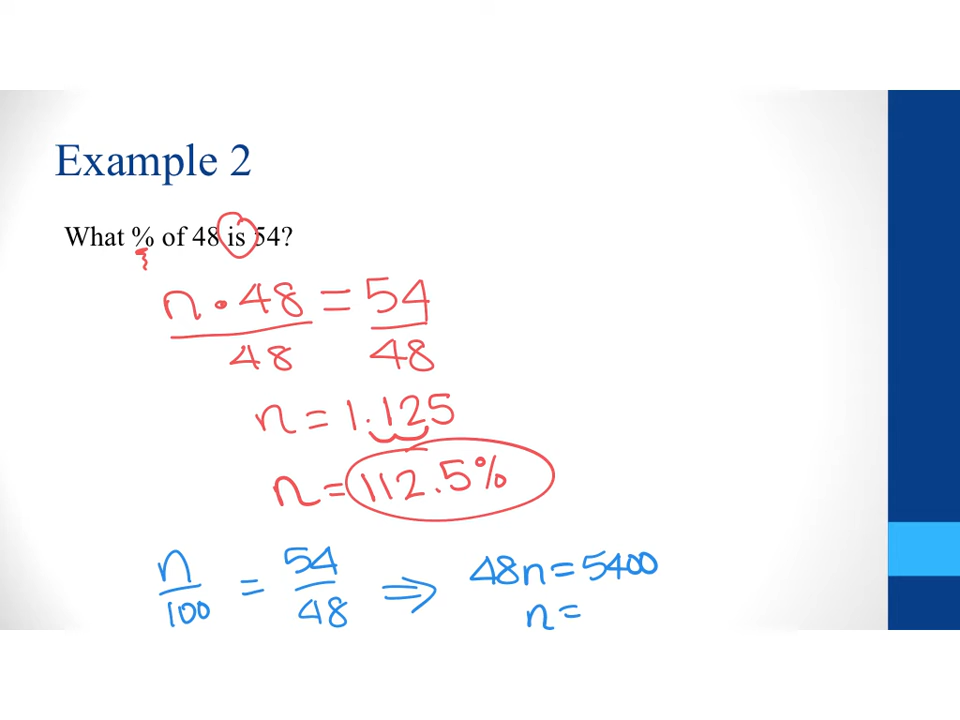 Example 2
What % of 48 is 54?
n · 48 = 54
48 48
n = 1.125
n = 112.5%
n/100 = 54/48 ⇒ 48n = 5400
n =